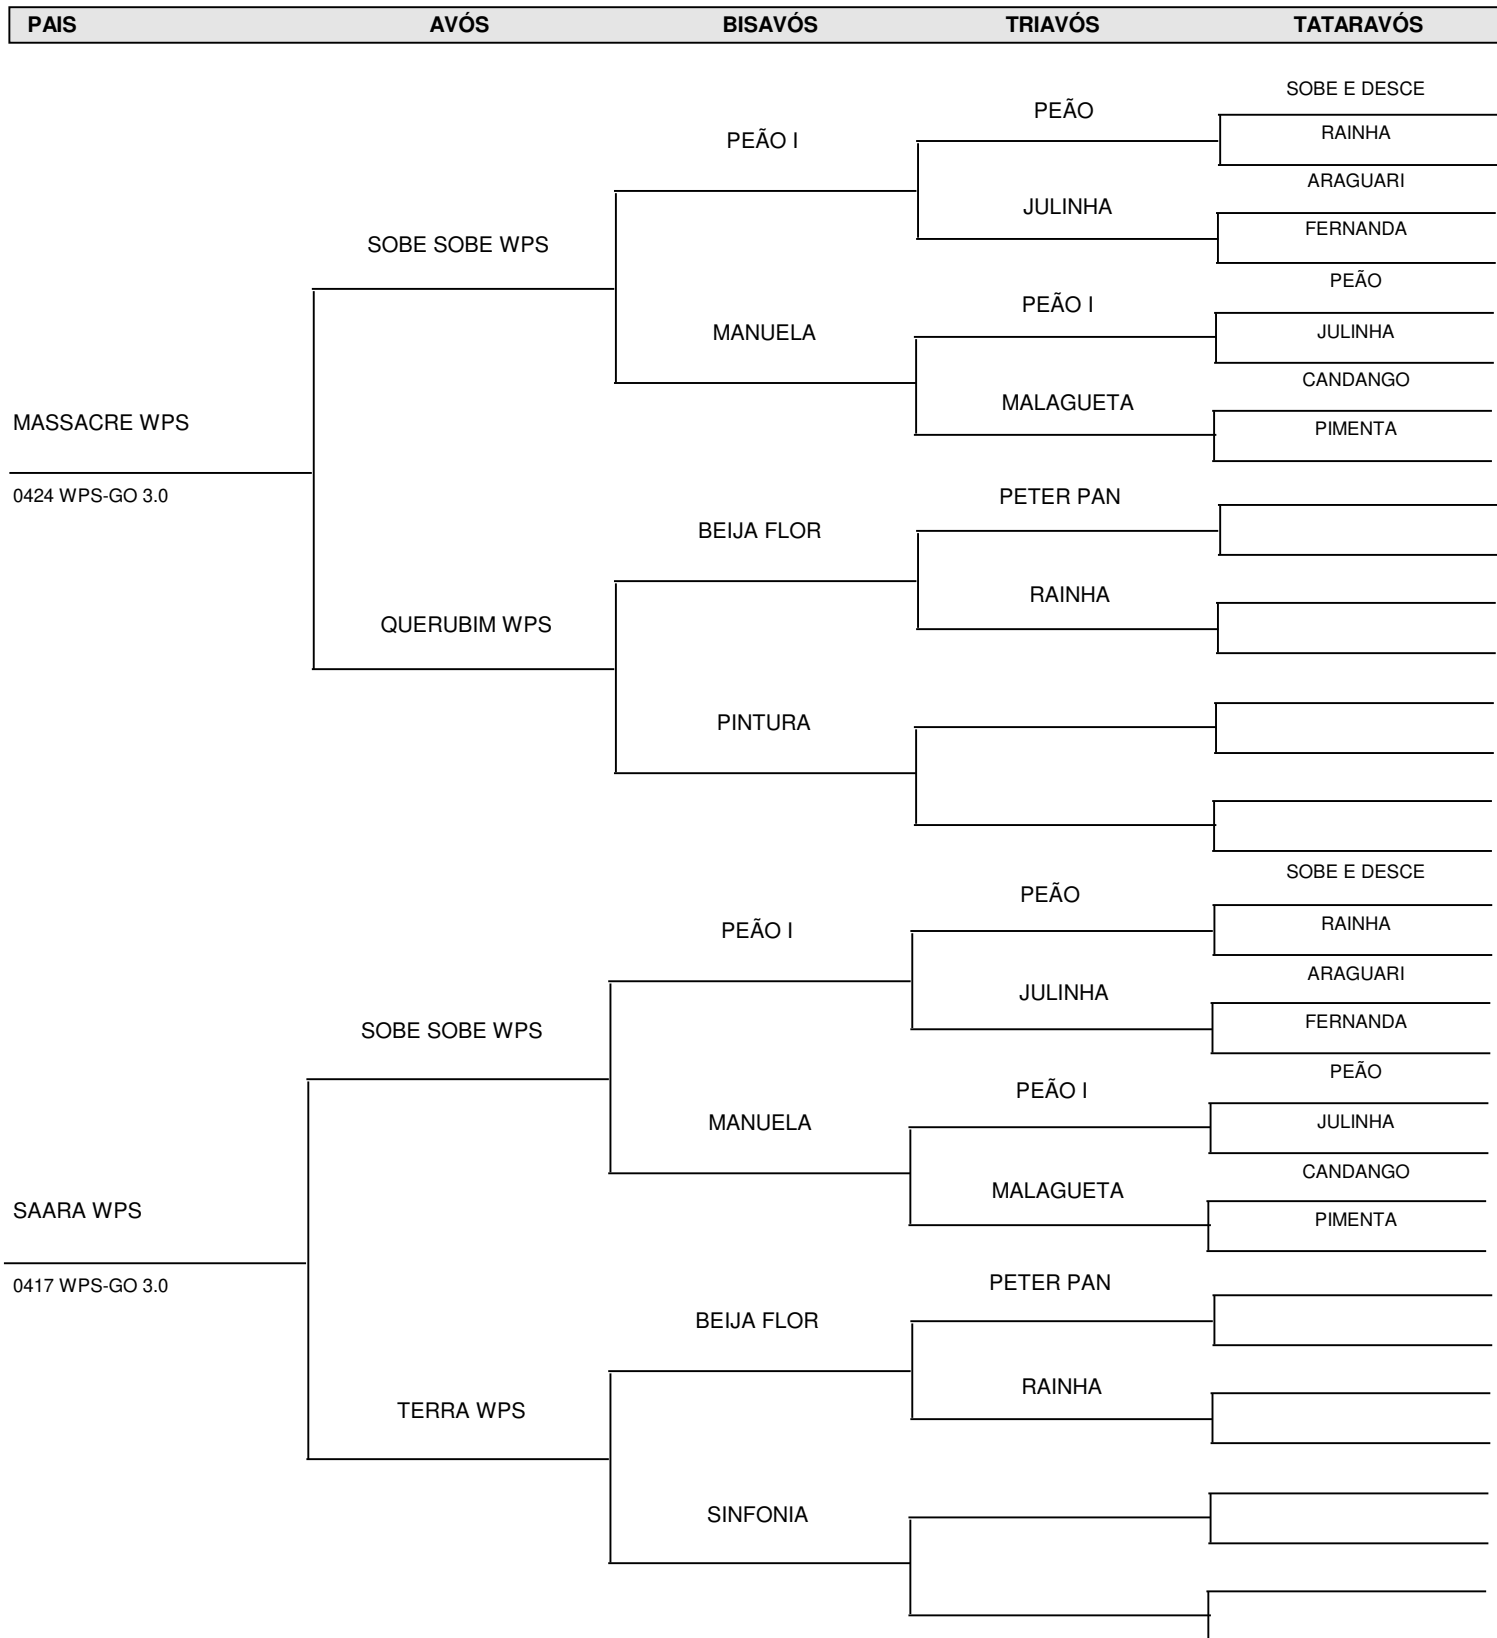 PAIS AVÓS BISAVÓS TRIAVÓS TATARAVÓS
SOBE E DESCE
PEÃO
RAINHA
PEÃO I
ARAGUARI
JULINHA
FERNANDA
SOBE SOBE WPS
PEÃO
PEÃO I
JULINHA
MANUELA
CANDANGO
MALAGUETA
PIMENTA
MASSACRE WPS
0424 WPS-GO 3.0
PETER PAN
BEIJA FLOR
RAINHA
QUERUBIM WPS
PINTURA
SOBE E DESCE
PEÃO
RAINHA
PEÃO I
ARAGUARI
JULINHA
FERNANDA
SOBE SOBE WPS
PEÃO
PEÃO I
JULINHA
MANUELA
CANDANGO
MALAGUETA
PIMENTA
SAARA WPS
0417 WPS-GO 3.0
PETER PAN
BEIJA FLOR
RAINHA
TERRA WPS
SINFONIA